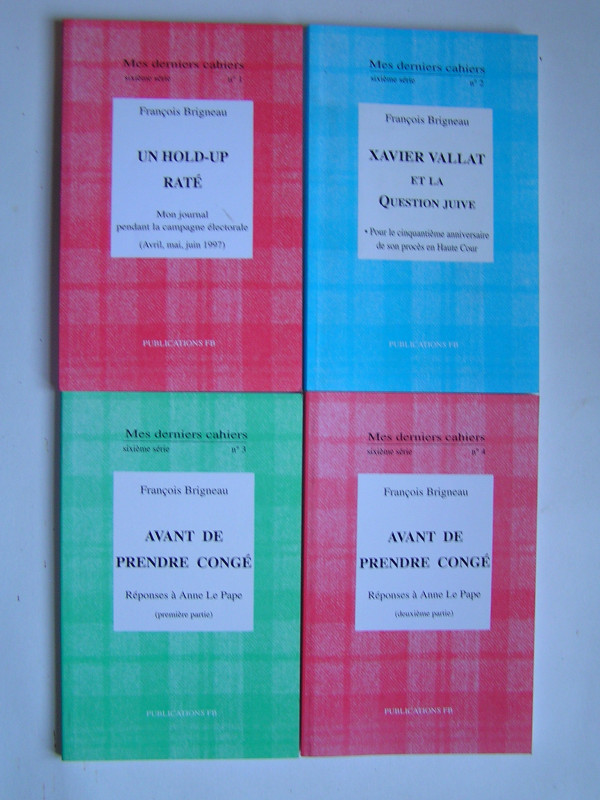 Mes derniers cahiers
sixième série n° 1
François Brigneau
UN HOLD-UP
RATÉ
Mon journal
pendant la campagne électorale
(Avril, mai, juin 1997)
PUBLICATIONS FB
Mes derniers cahiers
sixième série n° 2
François Brigneau
XAVIER VALLAT
ET LA
QUESTION JUIVE
• Pour le cinquantième anniversaire
de son procès en Haute Cour
PUBLICATIONS FB
Mes derniers cahiers
sixième série n° 3
François Brigneau
AVANT DE
PRENDRE CONGÉ
Réponses à Anne Le Pape
(première partie)
PUBLICATIONS FB
Mes derniers cahiers
sixième série n° 4
François Brigneau
AVANT DE
PRENDRE CONGÉ
Réponses à Anne Le Pape
(deuxième partie)
PUBLICATIONS FB